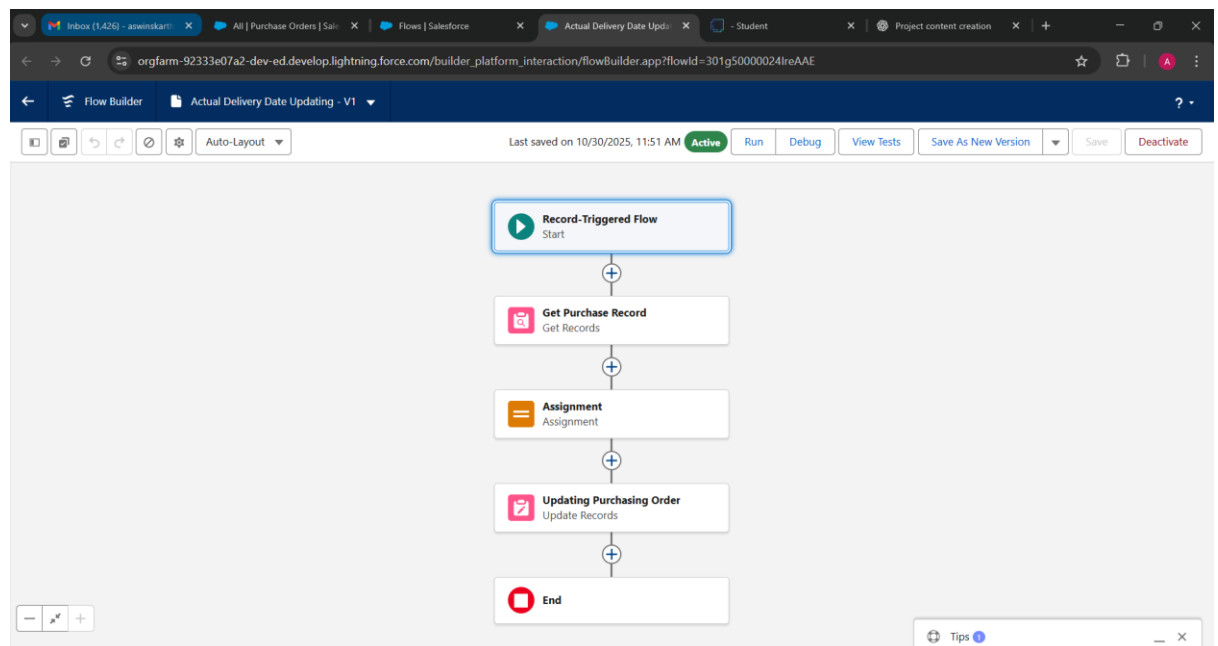 Inbox (1,426) - aswinskarth
All | Purchase Orders | Sale
Flows | Salesforce
Actual Delivery Date Upda
- Student
Project content creation
orgfarm-92333e07a2-dev-ed.develop.lightning.force.com/builder_platform_interaction/flowBuilder.app?flowId=301g50000024IreAAE
A
Flow Builder
Actual Delivery Date Updating - V1
?
Auto-Layout
Last saved on 10/30/2025, 11:51 AM
Active
Run
Debug
View Tests
Save As New Version
Save
Deactivate
Record-Triggered Flow
Start
Get Purchase Record
Get Records
Assignment
Assignment
Updating Purchasing Order
Update Records
End
Tips 1